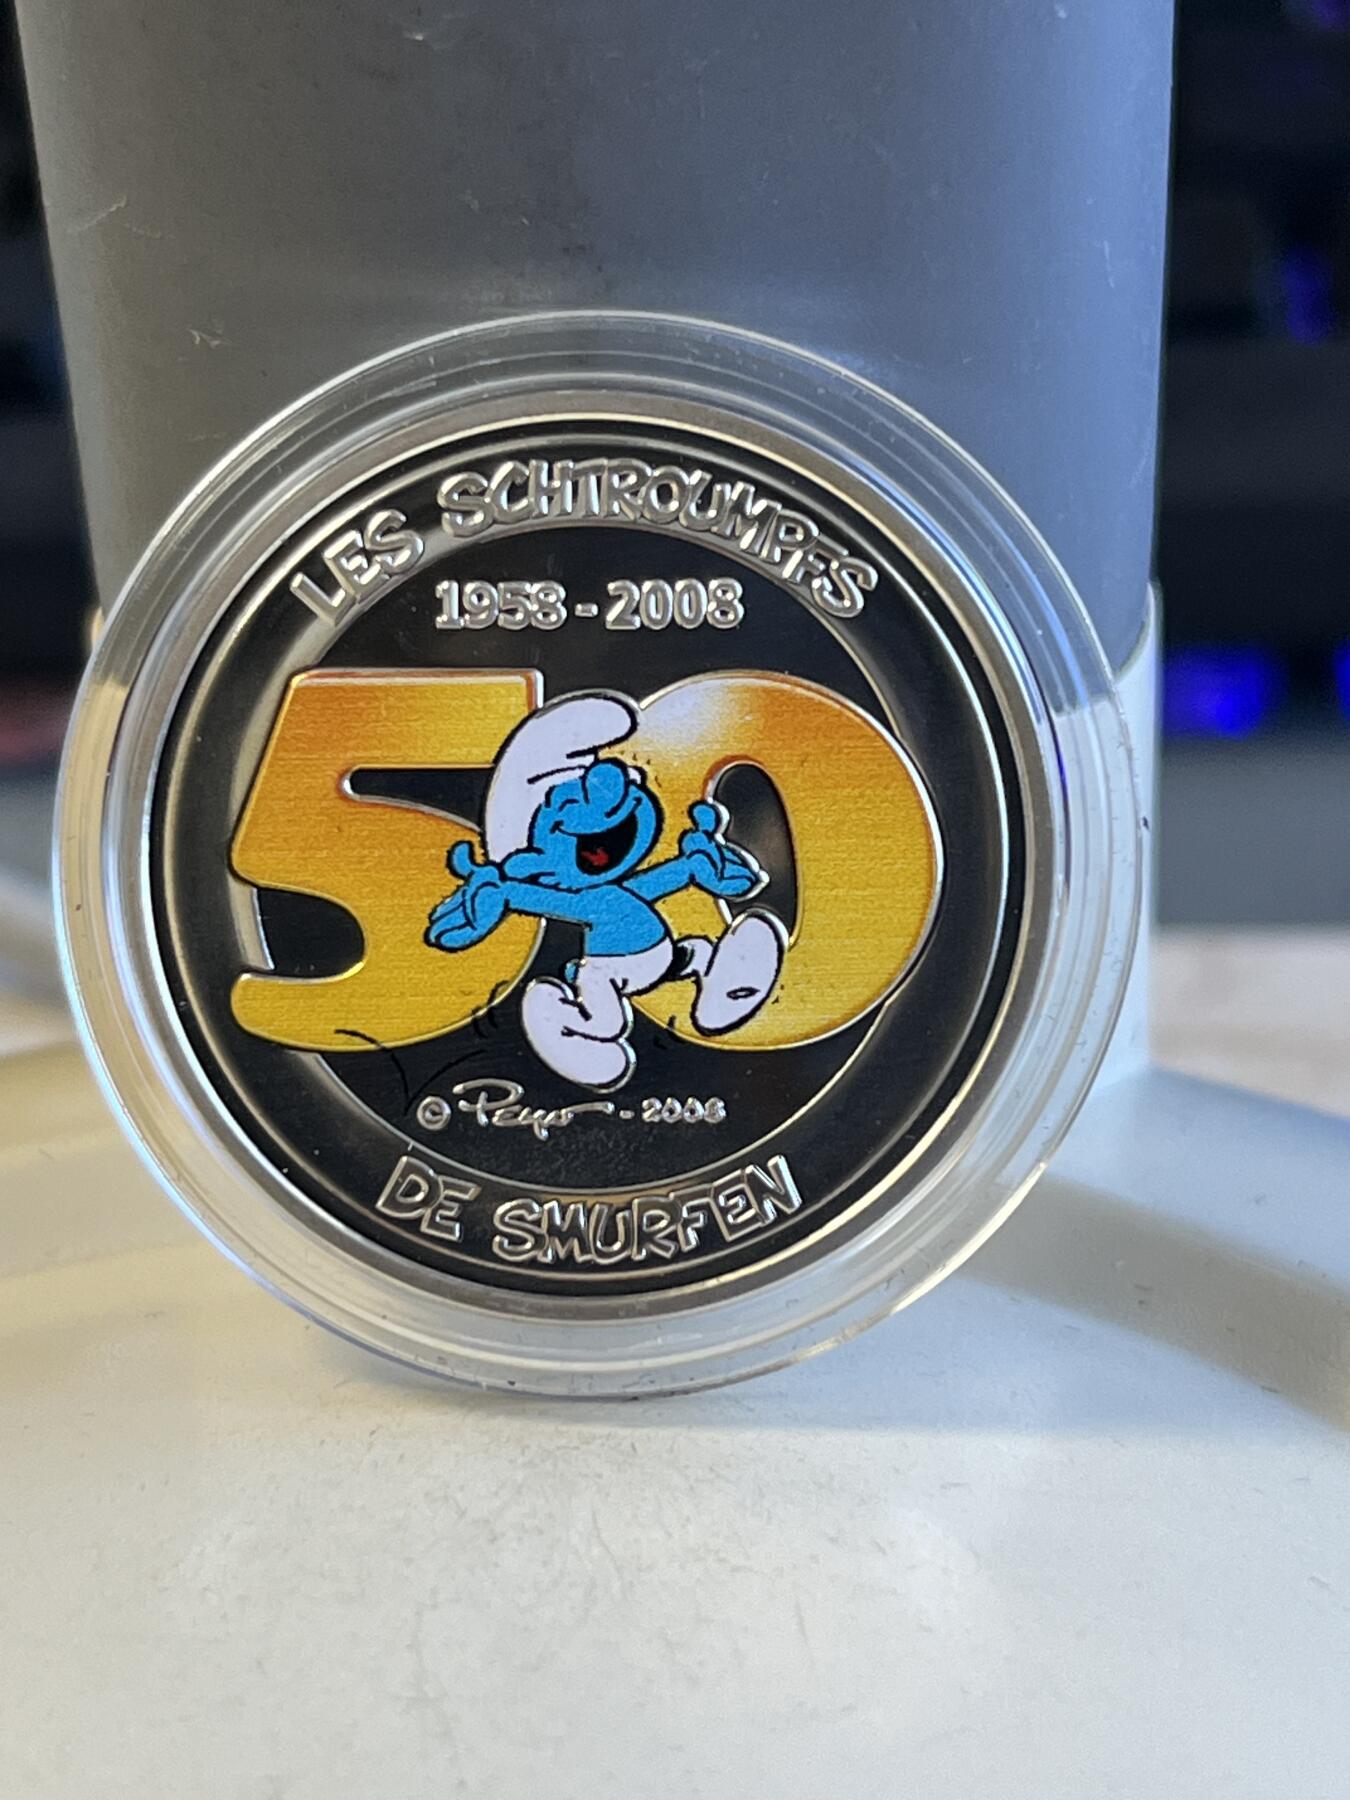 LES SCHTROUMPFS
1958 - 2008
50
© Peyo - 2008
DE SMURFEN